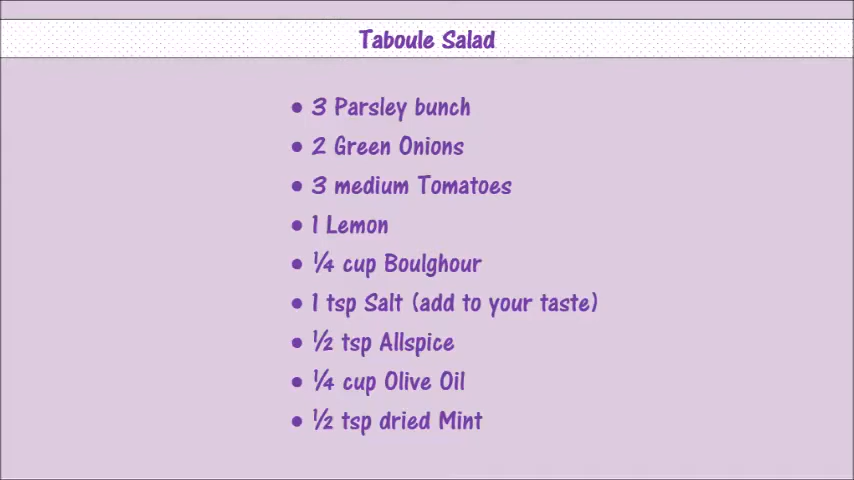 Taboule Salad
• 3 Parsley bunch
• 2 Green Onions
• 3 medium Tomatoes
• 1 Lemon
• ¼ cup Boulghour
• 1 tsp Salt (add to your taste)
• ½ tsp Allspice
• ¼ cup Olive Oil
• ½ tsp dried Mint